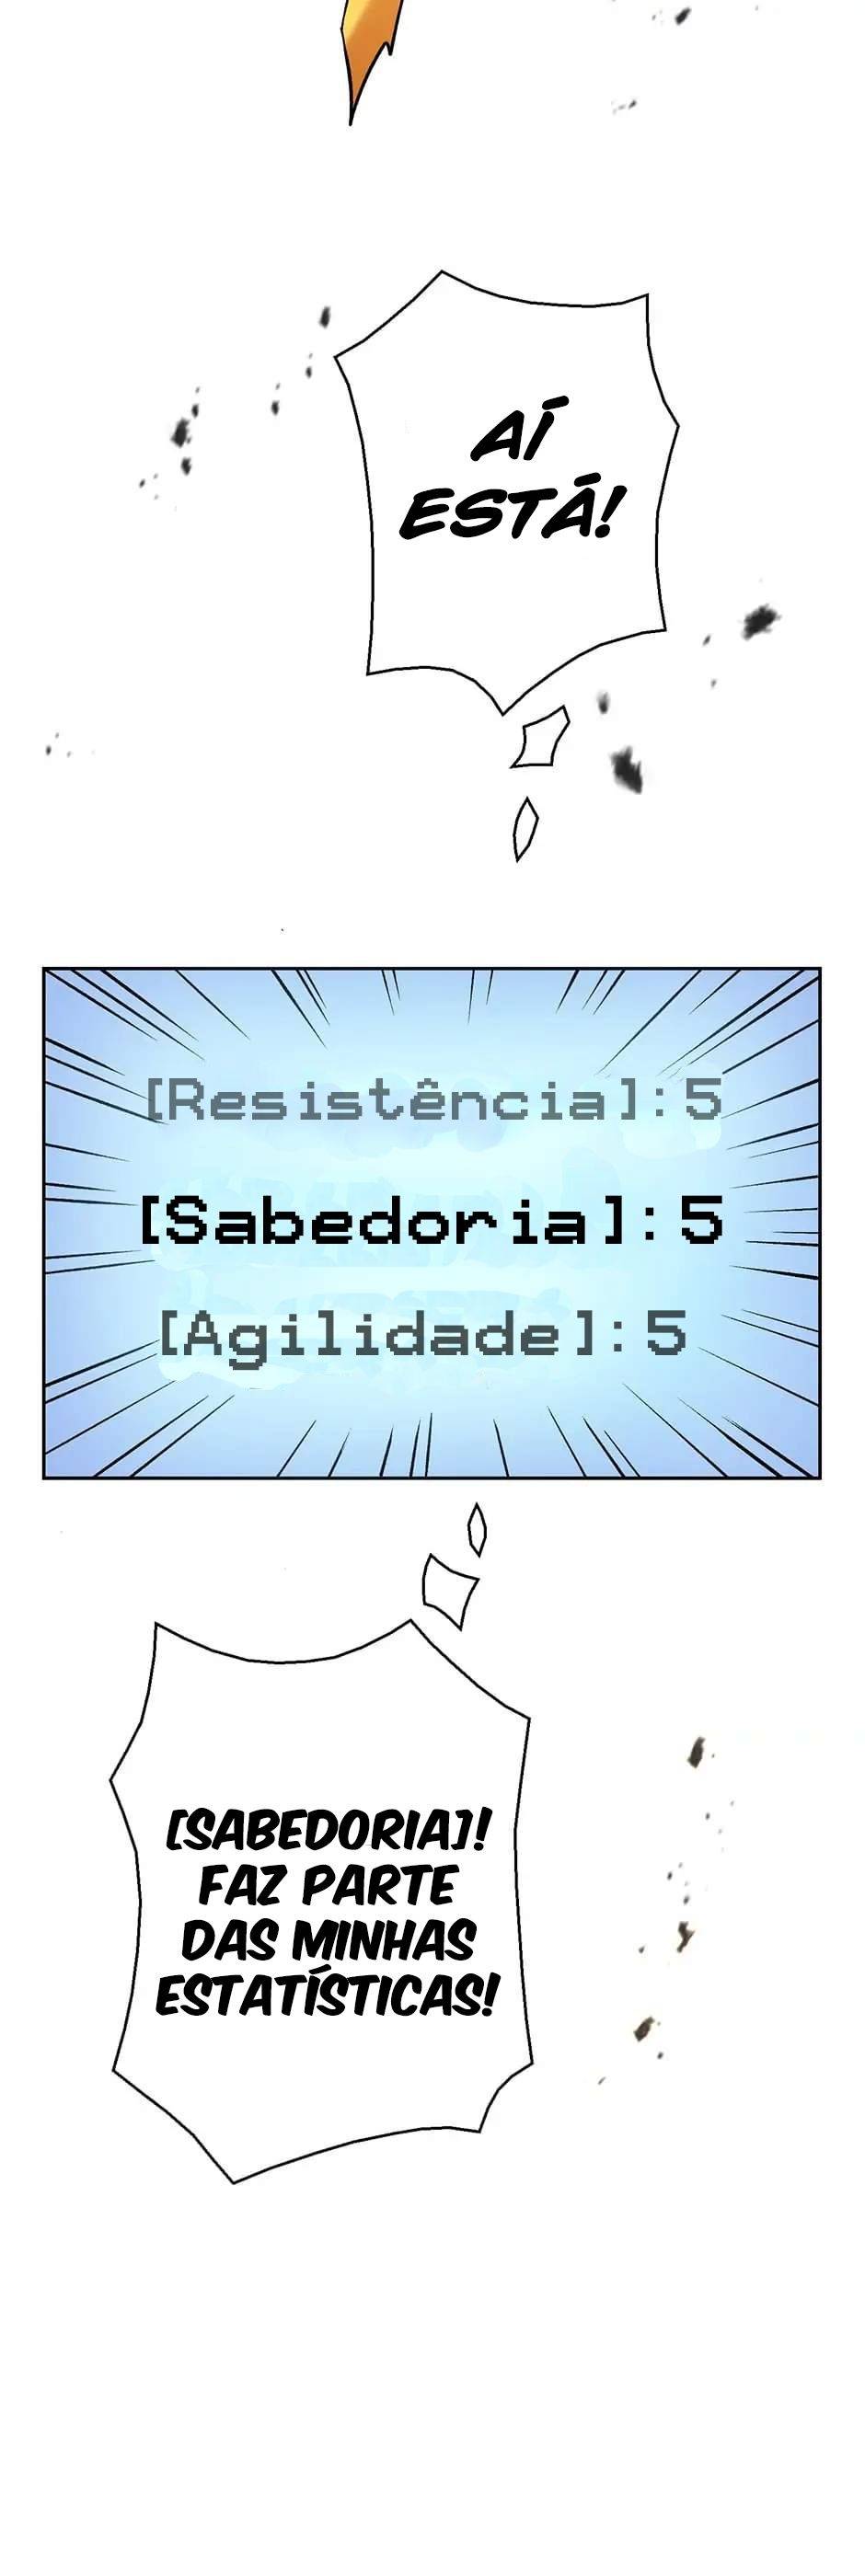 AÍ
ESTÁ!
[Resistência]:5
[Sabedoria]:5
[Agilidade]:5
[SABEDORIA]!
FAZ PARTE
DAS MINHAS
ESTATÍSTICAS!